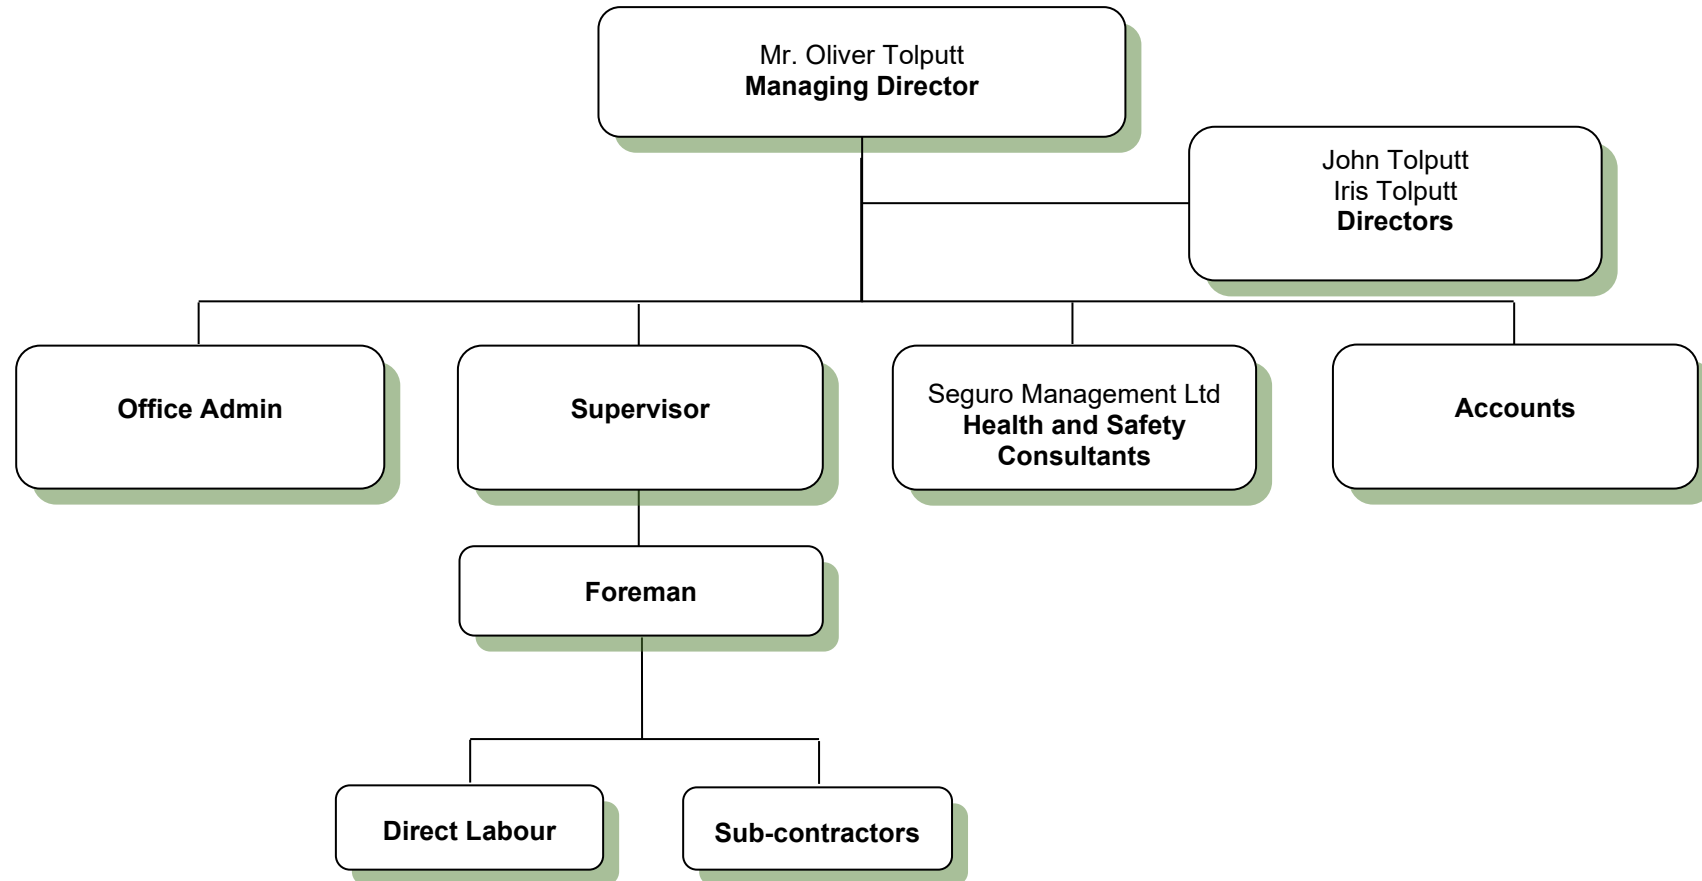 Mr. Oliver Tolputt
Managing Director
John Tolputt
Iris Tolputt
Directors
Office Admin
Supervisor
Seguro Management Ltd
Health and Safety
Consultants
Accounts
Foreman
Direct Labour
Sub-contractors